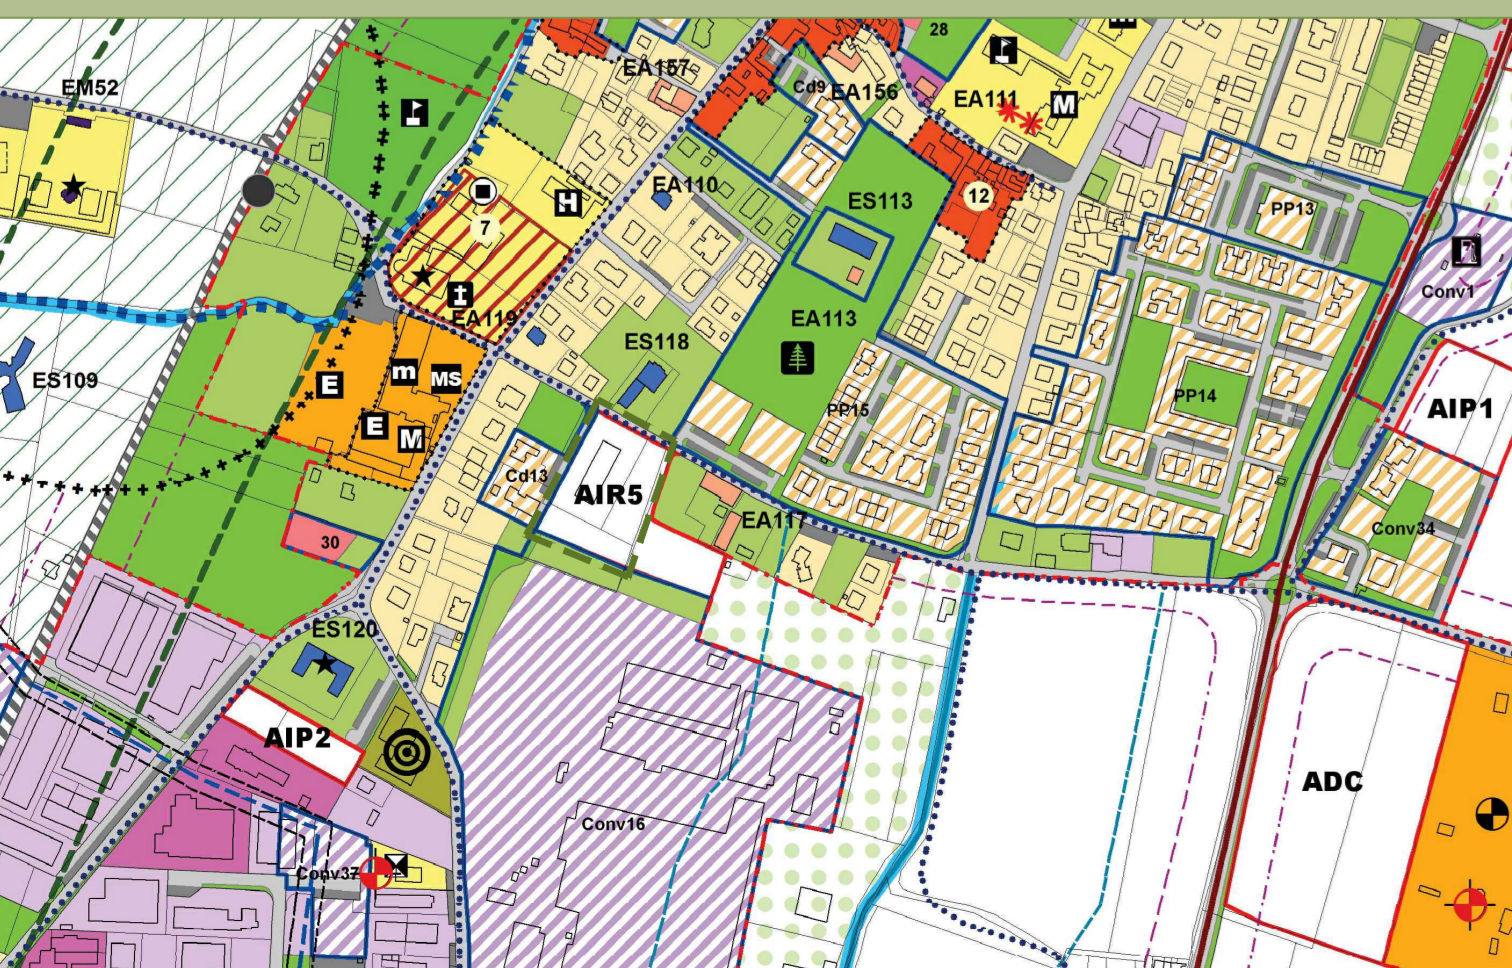 28
EA157
EM52
Cd9
EA156
EA111
M
EA110
ES113
12
H
PP13
7
Conv1
EA119
EA113
ES118
ES109
E
m
MS
PP14
PP15
AIP1
E
M
Cd13
AIR5
EA117
Conv34
30
ES120
AIP2
ADC
Conv16
Conv37